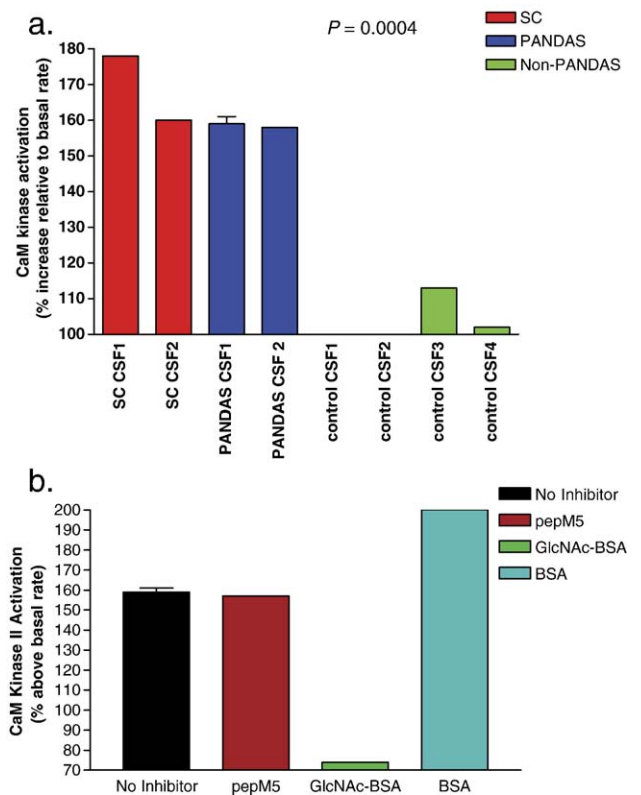 a.
P = 0.0004
SC
PANDAS
Non-PANDAS
CaM kinase activation
(% increase relative to basal rate)
180
170
160
150
140
130
120
110
100
SC CSF1
SC CSF2
PANDAS CSF1
PANDAS CSF 2
control CSF1
control CSF2
control CSF3
control CSF4
b.
No Inhibitor
pepM5
GlcNAc-BSA
BSA
CaM Kinase II Activation
(% above basal rate)
200
190
180
170
160
150
140
130
120
110
100
90
80
70
No Inhibitor
pepM5
GlcNAc-BSA
BSA